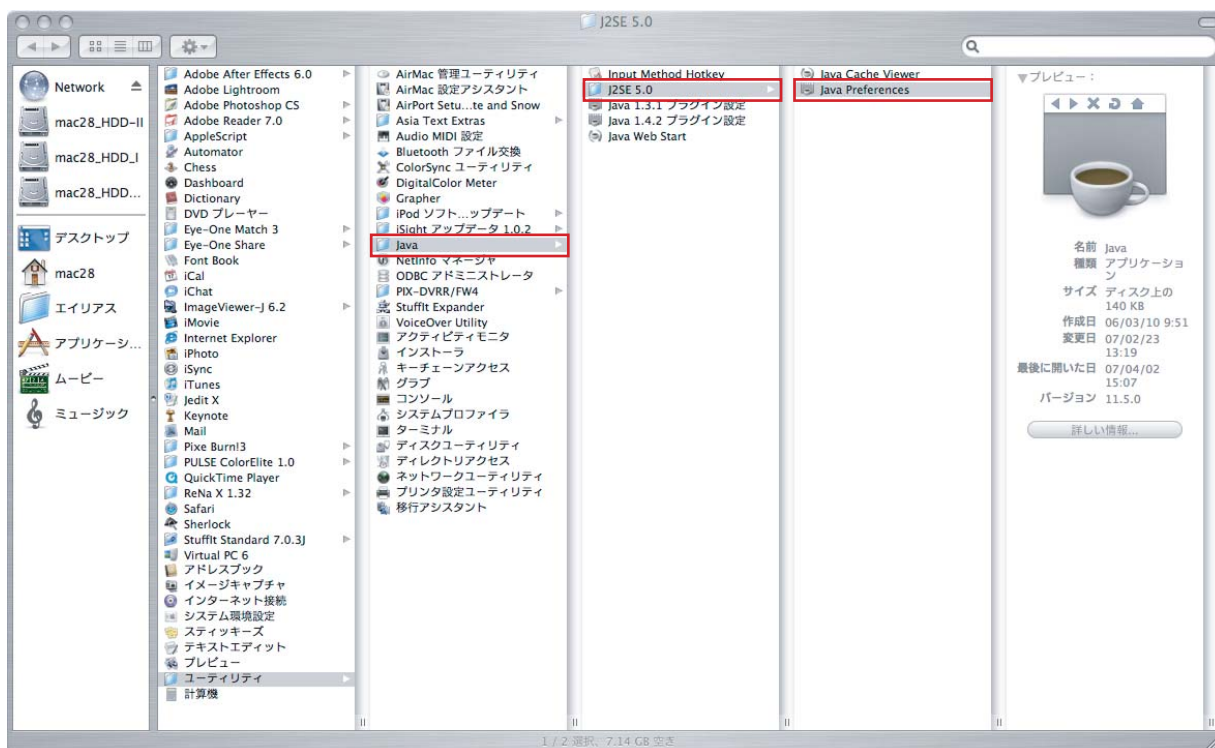 J2SE 5.0
Network
mac28_HDD-II
mac28_HDD_I
mac28_HDD...
デスクトップ
mac28
エイリアス
アプリケーシ...
ムービー
ミュージック
Adobe After Effects 6.0
Adobe Lightroom
Adobe Photoshop CS
Adobe Reader 7.0
AppleScript
Automator
Chess
Dashboard
Dictionary
DVD プレーヤー
Eye-One Match 3
Eye-One Share
Font Book
iCal
iChat
ImageViewer-J 6.2
iMovie
Internet Explorer
iPhoto
iSync
iTunes
Jedit X
Keynote
Mail
Pixe Burn!3
PULSE ColorElite 1.0
QuickTime Player
ReNa X 1.32
Safari
Sherlock
StuffIt Standard 7.0.3J
Virtual PC 6
アドレスブック
イメージキャプチャ
インターネット接続
システム環境設定
スティッキーズ
テキストエディット
プレビュー
ユーティリティ
計算機
AirMac 管理ユーティリティ
AirMac 設定アシスタント
AirPort Setu...te and Snow
Asia Text Extras
Audio MIDI 設定
Bluetooth ファイル交換
ColorSync ユーティリティ
DigitalColor Meter
Grapher
iPod ソフト...ップデート
iSight アップデータ 1.0.2
Java
NetInfo マネージャ
ODBC アドミニストレータ
PIX-DVRR/FW4
StuffIt Expander
VoiceOver Utility
アクティビティモニタ
インストーラ
キーチェーンアクセス
グラブ
コンソール
システムプロファイラ
ターミナル
ディスクユーティリティ
ディレクトリアクセス
ネットワークユーティリティ
プリンタ設定ユーティリティ
移行アシスタント
Input Method Hotkey
J2SE 5.0
Java 1.3.1 プラグイン設定
Java 1.4.2 プラグイン設定
Java Web Start
Java Cache Viewer
Java Preferences
プレビュー：
名前 Java
種類 アプリケーショ
ン
サイズ ディスク上の
140 KB
作成日 06/03/10 9:51
変更日 07/02/23
13:19
最後に開いた日 07/04/02
15:07
バージョン 11.5.0
詳しい情報...
1 / 2 選択、7.14 GB 空き